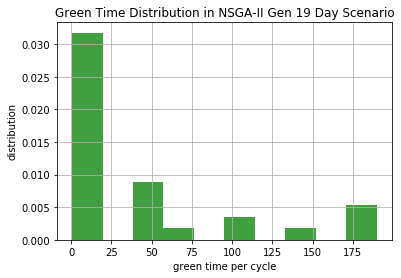 Green Time Distribution in NSGA-II Gen 19 Day Scenario
0.030
0.025
0.020
0.015
0.010
0.005
0.000
distribution
0 25 50 75 100 125 150 175
green time per cycle